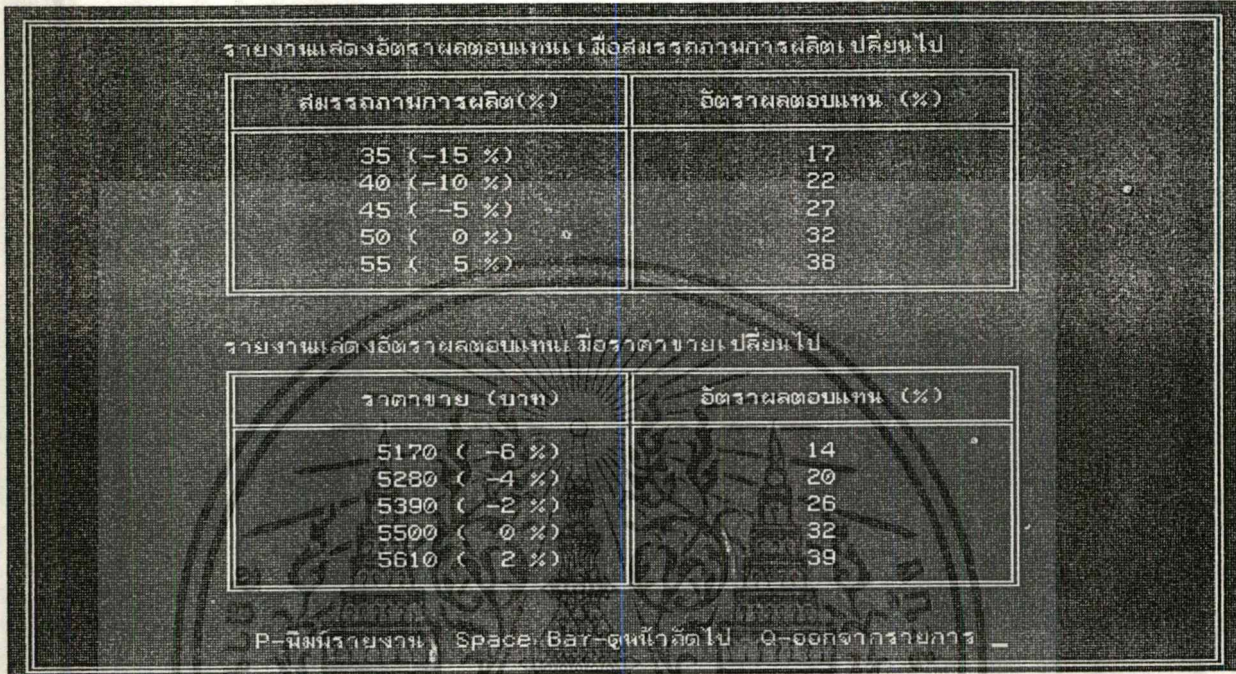 รายงานแสดงอัตราผลตอบแทนเมื่อสมรรถภาพการผลิตเปลี่ยนไป
สมรรถภาพการผลิต(%) อัตราผลตอบแทน (%)
35 (-15 %) 17
40 (-10 %) 22
45 ( -5 %) 27
50 ( 0 %) 32
55 ( 5 %) 38
รายงานแสดงอัตราผลตอบแทนเมื่อราคาขายเปลี่ยนไป
ราคาขาย (บาท) อัตราผลตอบแทน (%)
5170 ( -6 %) 14
5280 ( -4 %) 20
5390 ( -2 %) 26
5500 ( 0 %) 32
5610 ( 2 %) 39
P-พิมพ์รายงาน Space Bar-ดูหน้าถัดไป Q-ออกจากรายการ _